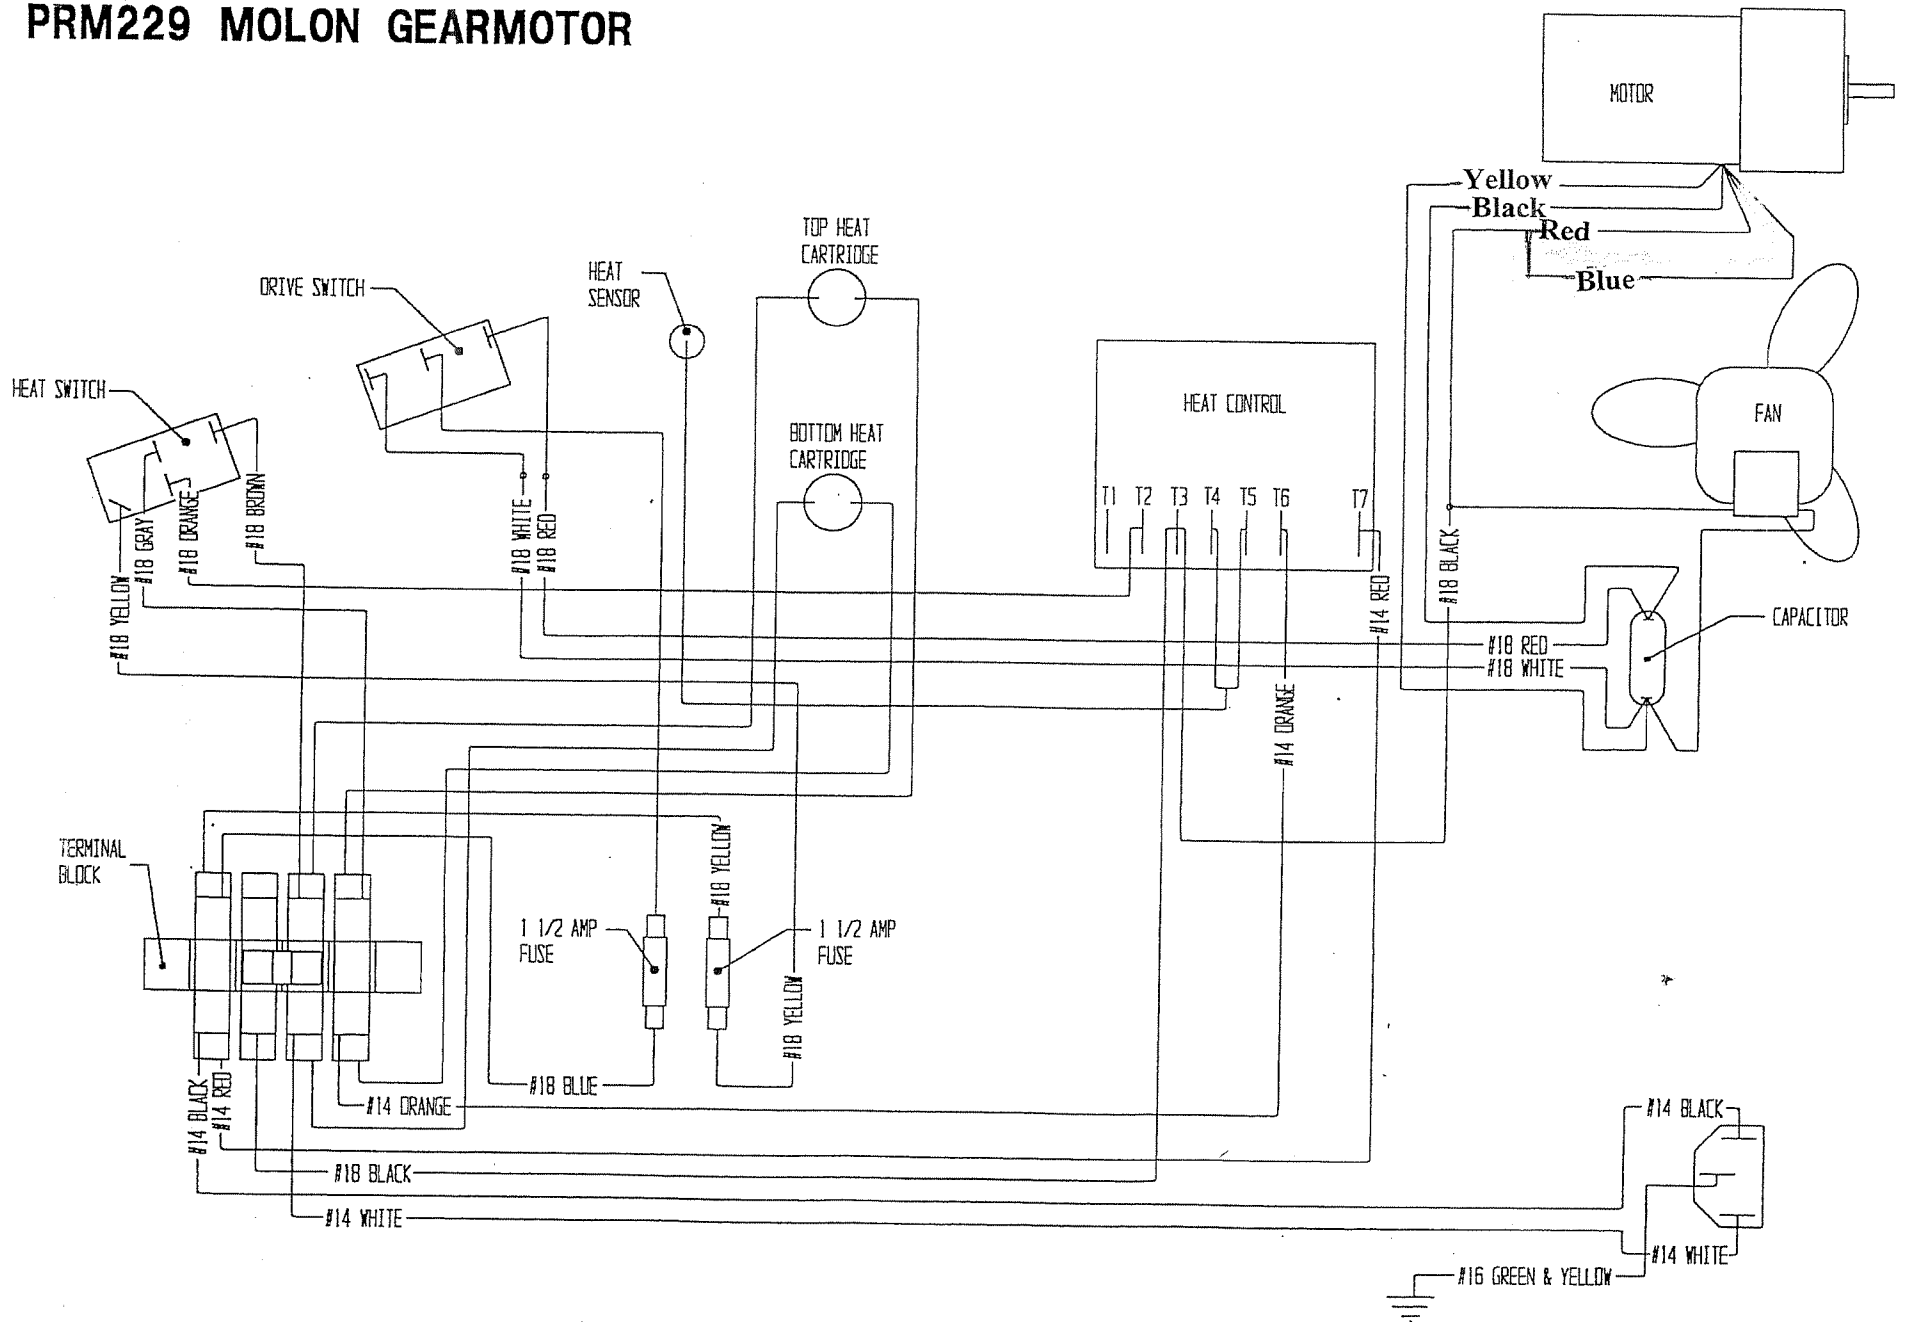 PRM229 MOLON GEARMOTOR
MOTOR
Yellow
Black
Red
Blue
TOP HEAT
CARTRIDGE
HEAT
SENSOR
DRIVE SWITCH
HEAT SWITCH
BOTTOM HEAT
CARTRIDGE
HEAT CONTROL
FAN
T1 T2 T3 T4 T5 T6 T7
#18 YELLOW
#18 GRAY
#18 ORANGE
#18 BROWN
#18 WHITE
#18 RED
#14 RED
#18 BLACK
CAPACITOR
#18 RED
#18 WHITE
#14 ORANGE
TERMINAL
BLOCK
#18 YELLOW
1 1/2 AMP
FUSE
1 1/2 AMP
FUSE
#18 YELLOW
#14 BLACK
#14 RED
#18 BLUE
#14 ORANGE
#14 BLACK
#18 BLACK
#14 WHITE
#14 WHITE
#16 GREEN & YELLOW